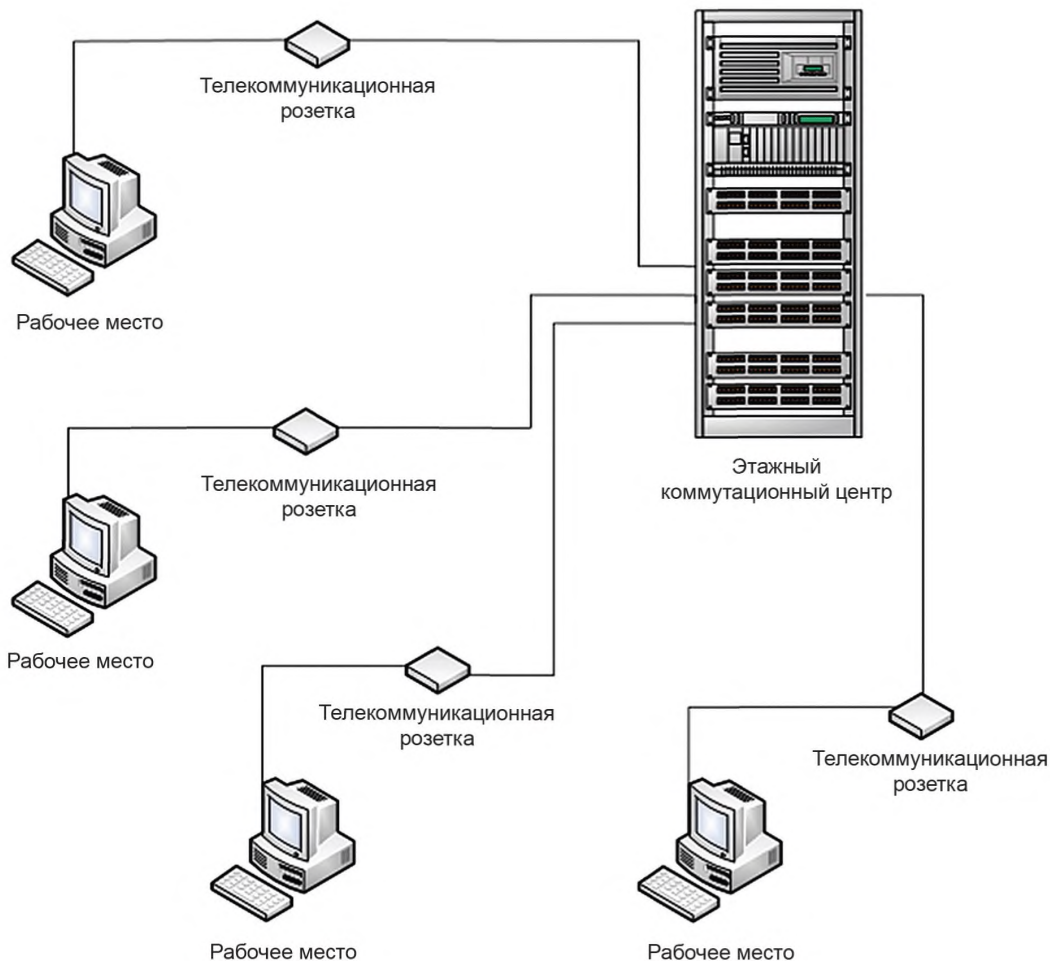 Телекоммуникационная
розетка
Рабочее место
Этажный
коммутационный центр
Телекоммуникационная
розетка
Рабочее место
Телекоммуникационная
розетка
Телекоммуникационная
розетка
Рабочее место
Рабочее место